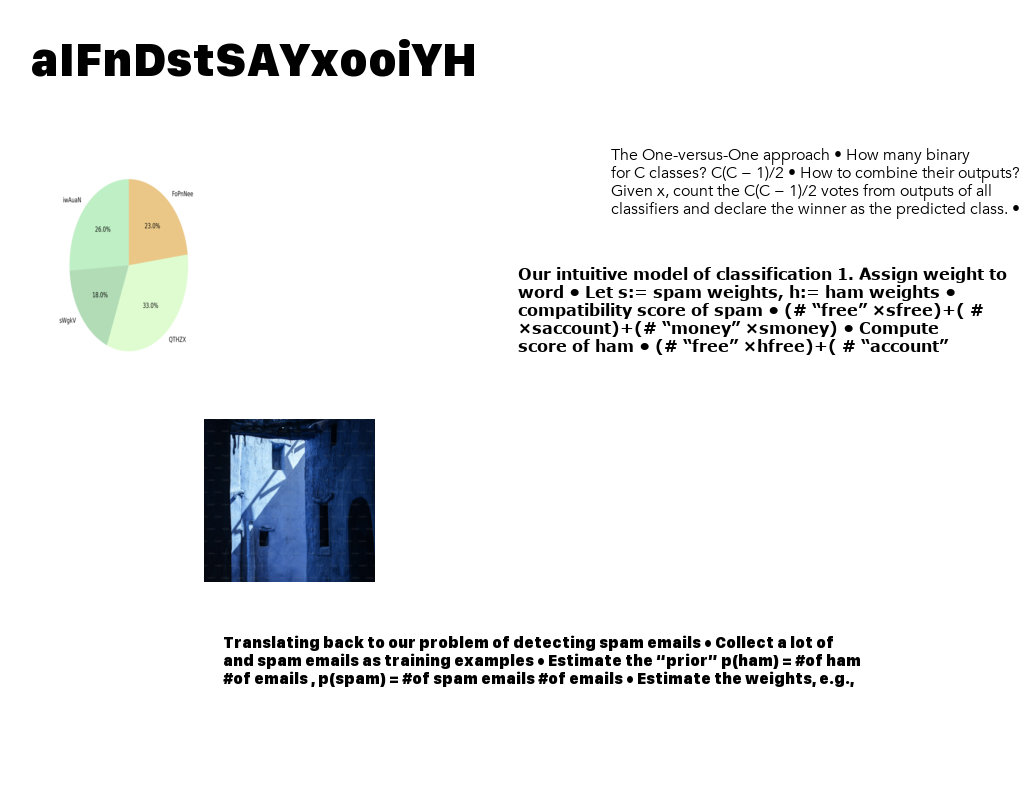 aIFnDstSAYxooiYH
The One-versus-One approach • How many binary
for C classes? C(C − 1)/2 • How to combine their outputs?
Given x, count the C(C − 1)/2 votes from outputs of all
classifiers and declare the winner as the predicted class. •
iwAuaN
FoPnNee
26.0%
23.0%
18.0%
33.0%
sWgkV
QTHZX
Our intuitive model of classification 1. Assign weight to
word • Let s:= spam weights, h:= ham weights •
compatibility score of spam • (# “free” ×sfree)+( #
×saccount)+(# “money” ×smoney) • Compute
score of ham • (# “free” ×hfree)+( # “account”
Translating back to our problem of detecting spam emails • Collect a lot of
and spam emails as training examples • Estimate the “prior” p(ham) = #of ham
#of emails , p(spam) = #of spam emails #of emails • Estimate the weights, e.g.,